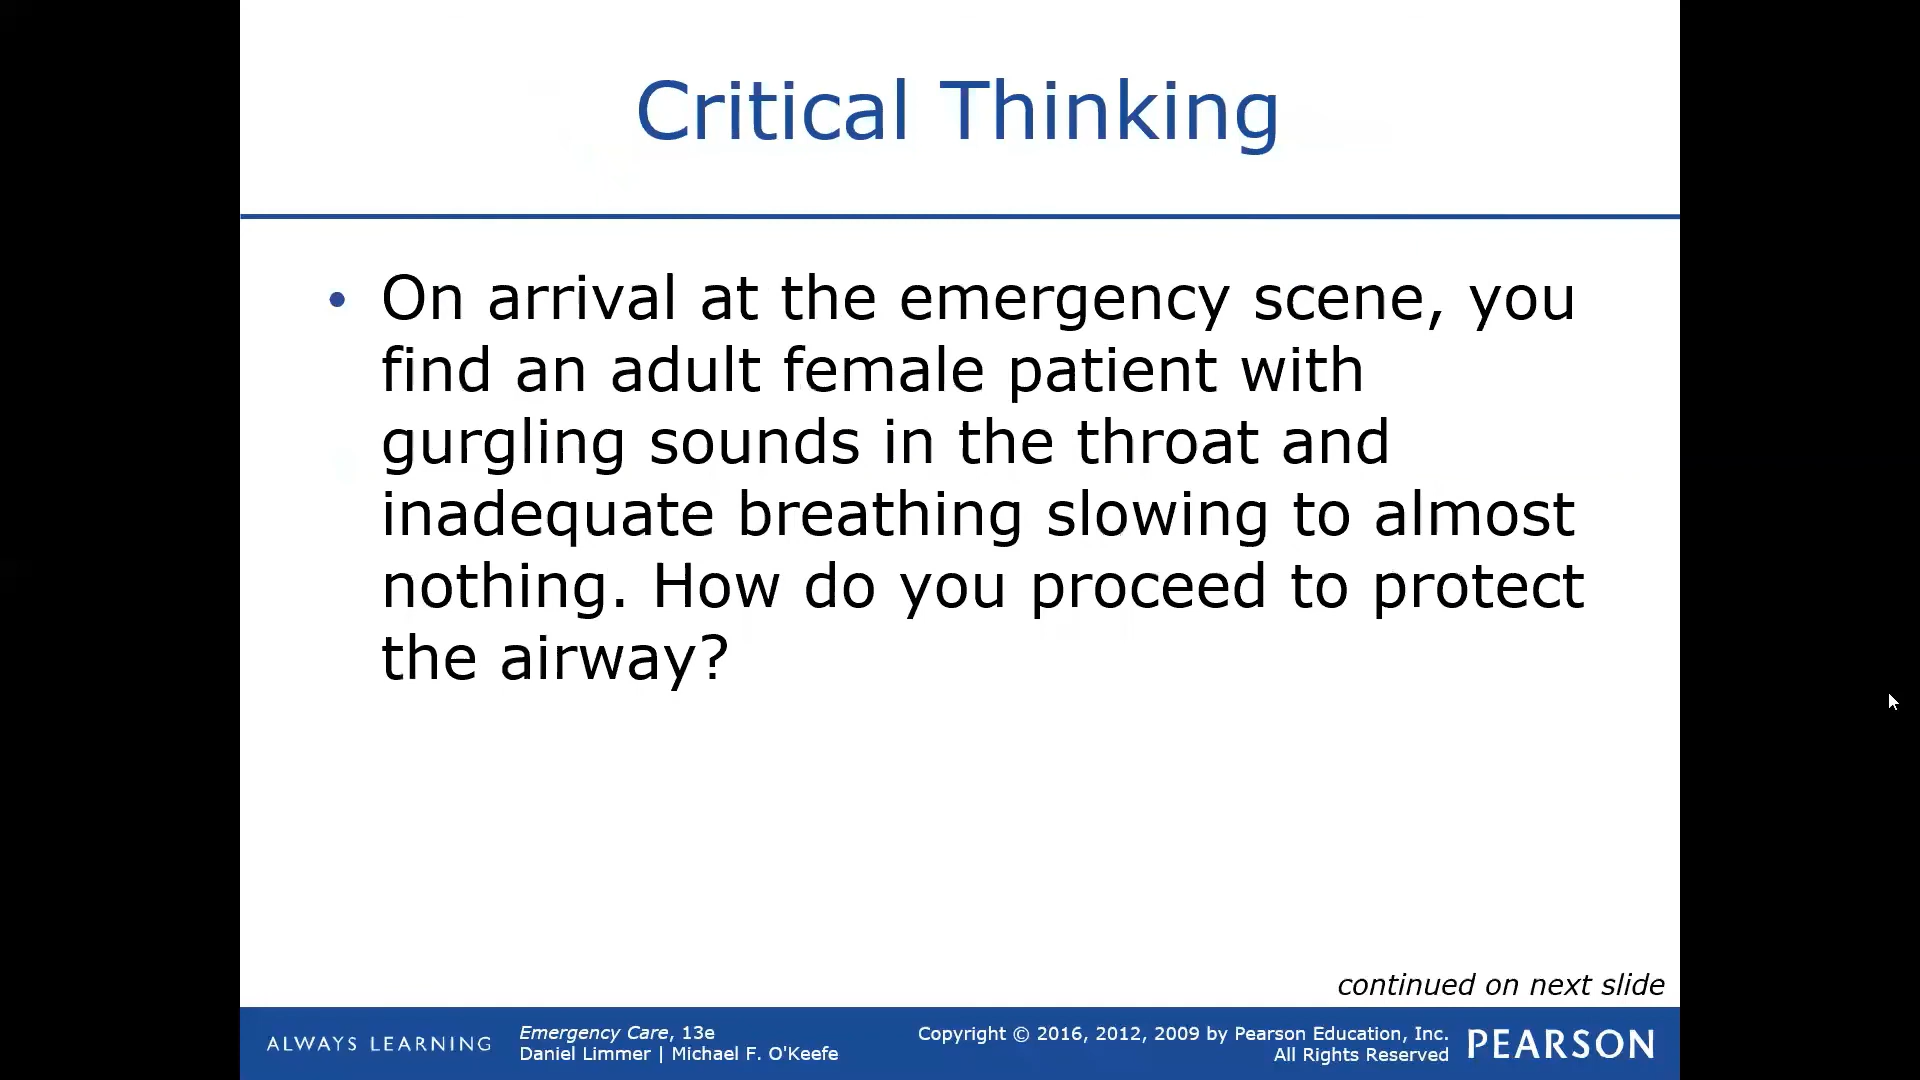 Critical Thinking
• On arrival at the emergency scene, you
find an adult female patient with
gurgling sounds in the throat and
inadequate breathing slowing to almost
nothing. How do you proceed to protect
the airway?
continued on next slide
ALWAYS LEARNING
Emergency Care, 13e
Daniel Limmer | Michael F. O'Keefe
Copyright © 2016, 2012, 2009 by Pearson Education, Inc.
All Rights Reserved
PEARSON